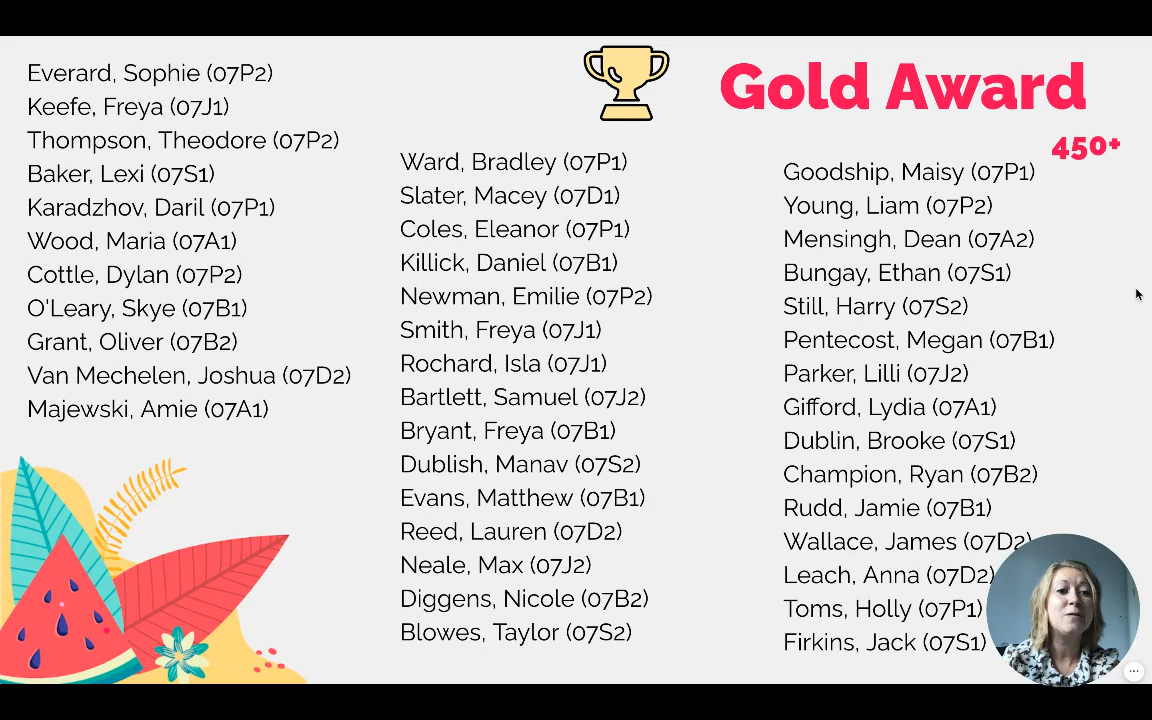 Everard, Sophie (07P2)
Keefe, Freya (07J1)
Thompson, Theodore (07P2)
Baker, Lexi (07S1)
Karadzhov, Daril (07P1)
Wood, Maria (07A1)
Cottle, Dylan (07P2)
O'Leary, Skye (07B1)
Grant, Oliver (07B2)
Van Mechelen, Joshua (07D2)
Majewski, Amie (07A1)
Ward, Bradley (07P1)
Slater, Macey (07D1)
Coles, Eleanor (07P1)
Killick, Daniel (07B1)
Newman, Emilie (07P2)
Smith, Freya (07J1)
Rochard, Isla (07J1)
Bartlett, Samuel (07J2)
Bryant, Freya (07B1)
Dublish, Manav (07S2)
Evans, Matthew (07B1)
Reed, Lauren (07D2)
Neale, Max (07J2)
Diggens, Nicole (07B2)
Blowes, Taylor (07S2)
Gold Award
450+
Goodship, Maisy (07P1)
Young, Liam (07P2)
Mensingh, Dean (07A2)
Bungay, Ethan (07S1)
Still, Harry (07S2)
Pentecost, Megan (07B1)
Parker, Lilli (07J2)
Gifford, Lydia (07A1)
Dublin, Brooke (07S1)
Champion, Ryan (07B2)
Rudd, Jamie (07B1)
Wallace, James (07D2)
Leach, Anna (07D2)
Toms, Holly (07P1)
Firkins, Jack (07S1)